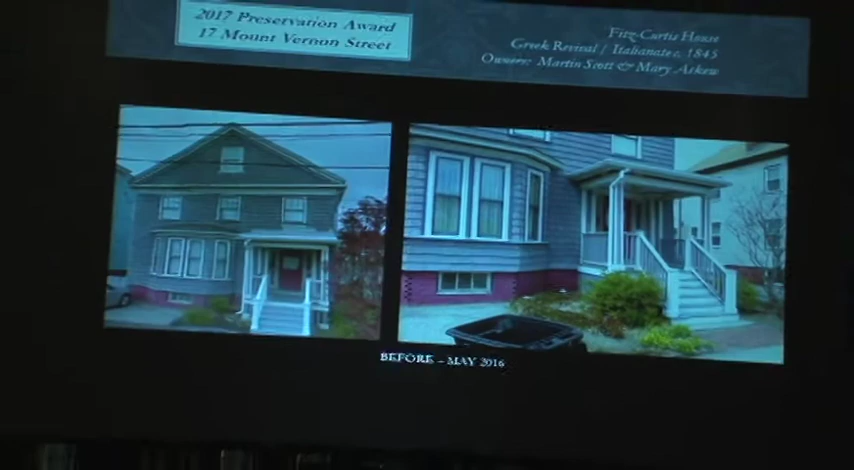 2017 Preservation Award
17 Mount Vernon Street
Fitz-Curtis House
Greek Revival / Italianate c. 1845
Owners: Martin Scott & Mary Askew
BEFORE – MAY 2016